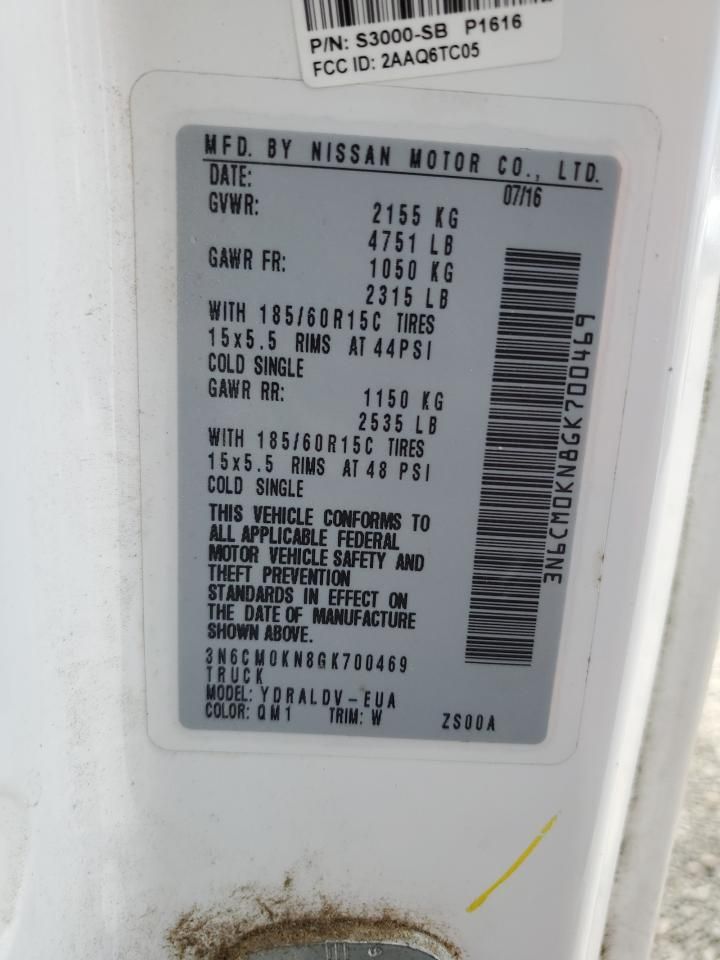 P/N: S3000-SB P1616
FCC ID: 2AAQ6TC05
MFD. BY NISSAN MOTOR CO., LTD.
DATE: 07/16
GVWR: 2155 KG
4751 LB
GAWR FR: 1050 KG
2315 LB
WITH 185/60R15C TIRES
15x5.5 RIMS AT 44PSI
COLD SINGLE
GAWR RR: 1150 KG
2535 LB
WITH 185/60R15C TIRES
15x5.5 RIMS AT 48 PSI
COLD SINGLE
THIS VEHICLE CONFORMS TO
ALL APPLICABLE FEDERAL
MOTOR VEHICLE SAFETY AND
THEFT PREVENTION
STANDARDS IN EFFECT ON
THE DATE OF MANUFACTURE
SHOWN ABOVE.
3N6CM0KN8GK700469
TRUCK
MODEL: YDRALDV-EUA
COLOR: QM1 TRIM: W ZS00A
3N6CM0KN8GK700469